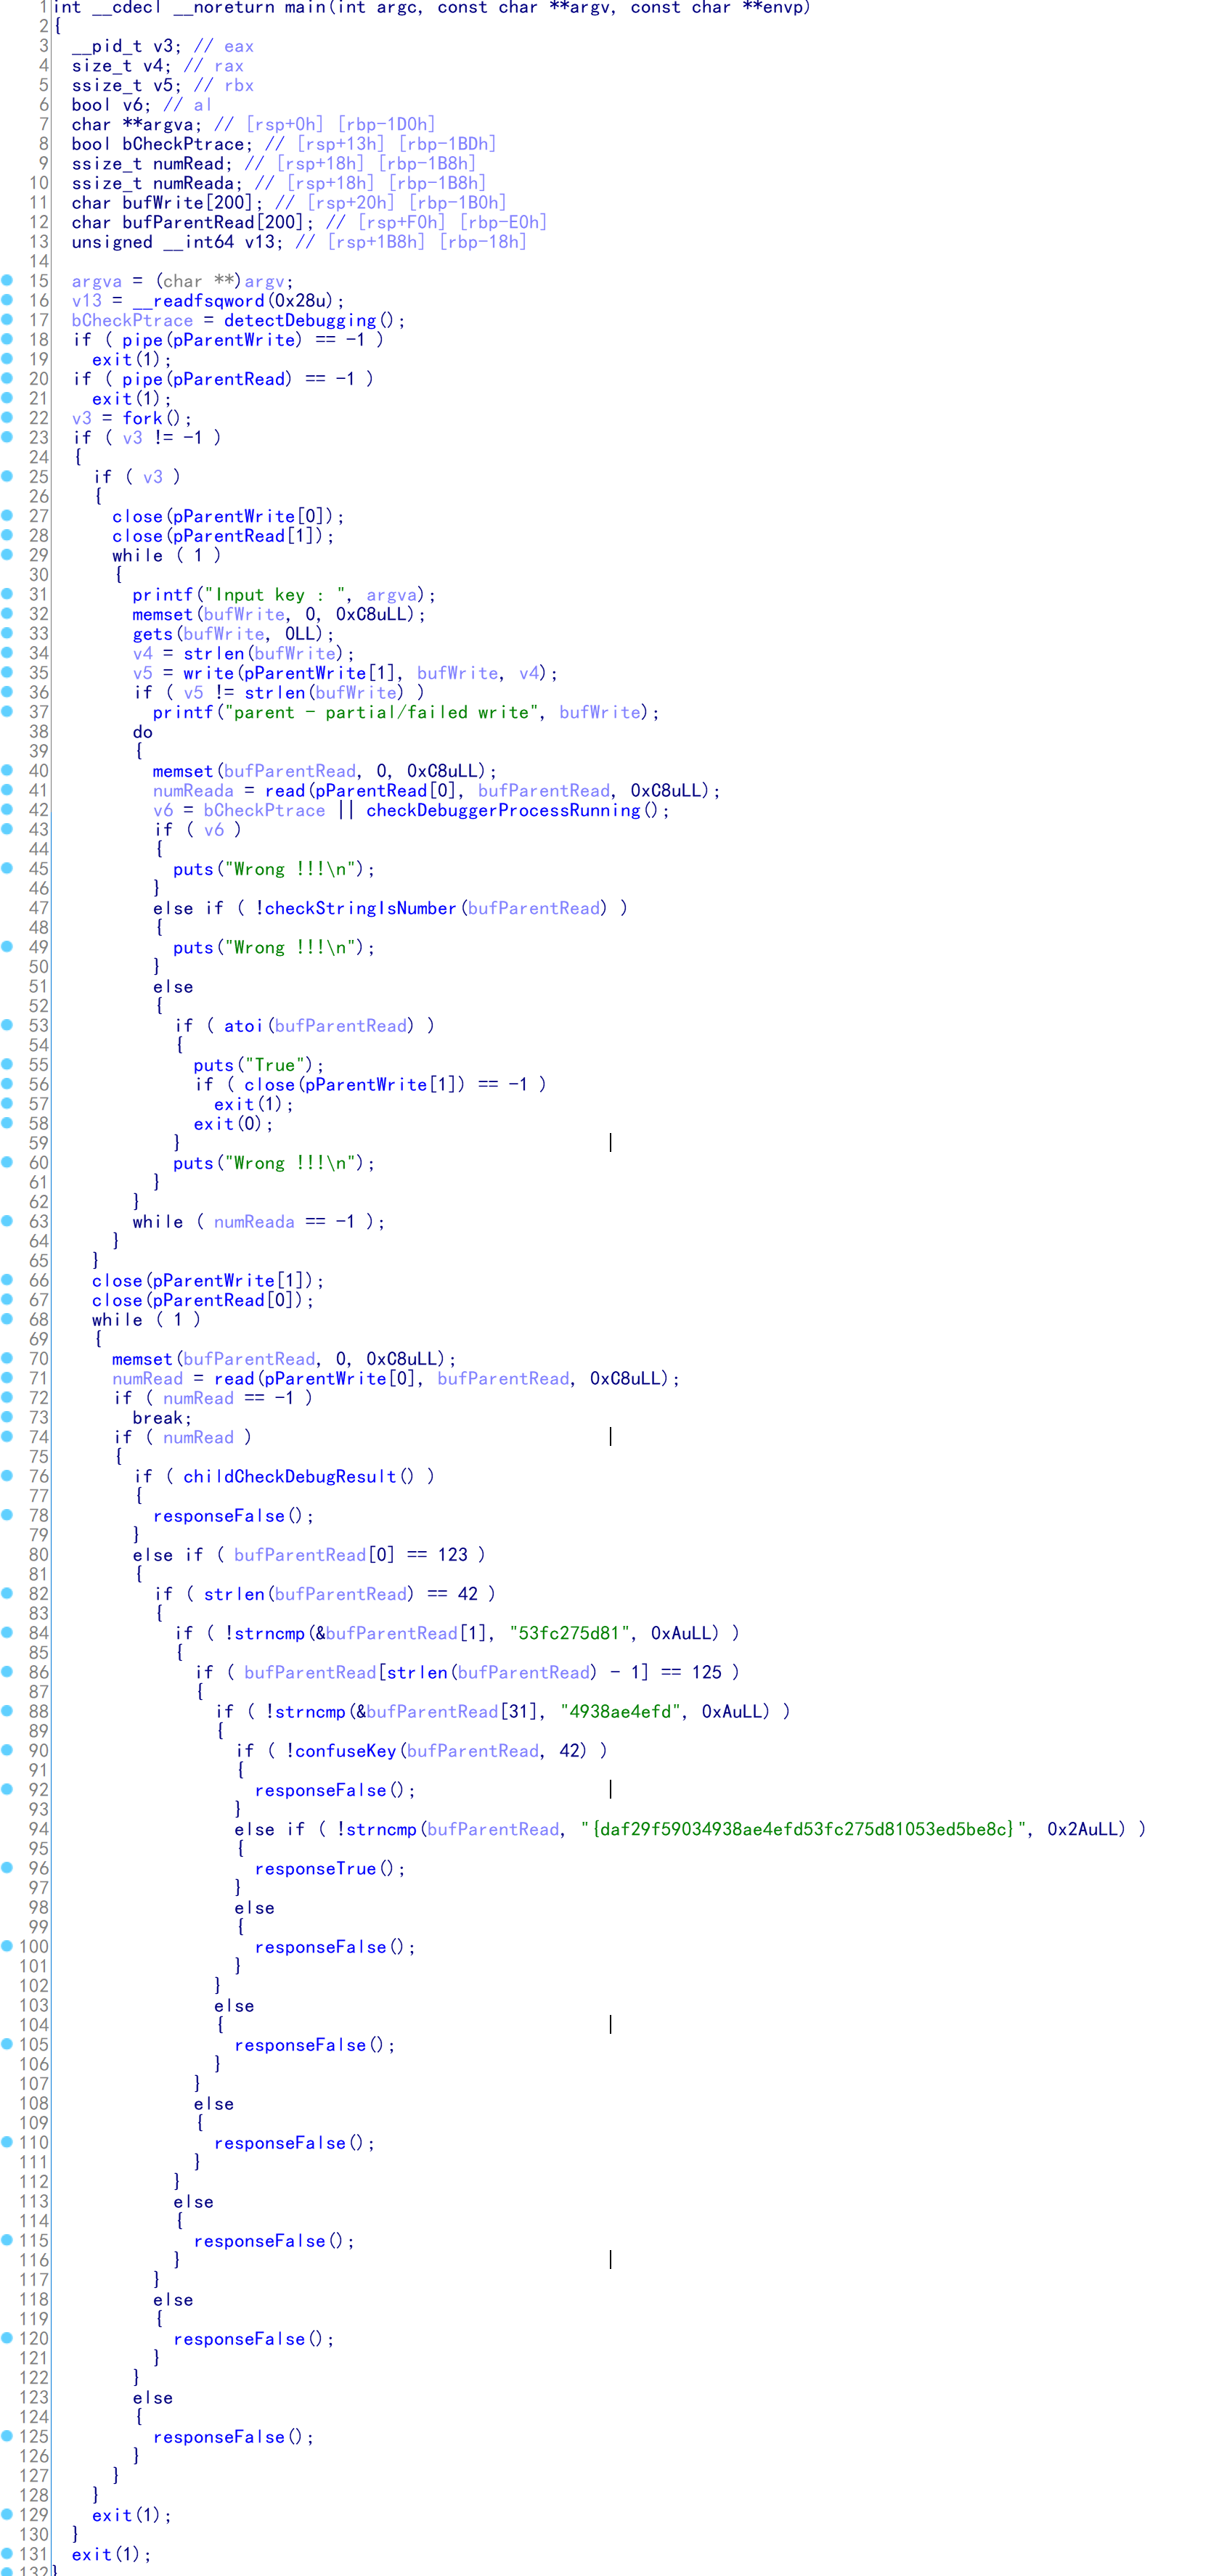 1 int __cdecl __noreturn main(int argc, const char **argv, const char **envp)
2 {
3 __pid_t v3; // eax
4 size_t v4; // rax
5 ssize_t v5; // rbx
6 bool v6; // al
7 char **argva; // [rsp+0h] [rbp-1D0h]
8 bool bCheckPtrace; // [rsp+13h] [rbp-1BDh]
9 ssize_t numRead; // [rsp+18h] [rbp-1B8h]
10 ssize_t numReada; // [rsp+18h] [rbp-1B8h]
11 char bufWrite[200]; // [rsp+20h] [rbp-1B0h]
12 char bufParentRead[200]; // [rsp+F0h] [rbp-E0h]
13 unsigned __int64 v13; // [rsp+1B8h] [rbp-18h]
14
15 argva = (char **)argv;
16 v13 = __readfsqword(0x28u);
17 bCheckPtrace = detectDebugging();
18 if ( pipe(pParentWrite) == -1 )
19 exit(1);
20 if ( pipe(pParentRead) == -1 )
21 exit(1);
22 v3 = fork();
23 if ( v3 != -1 )
24 {
25 if ( v3 )
26 {
27 close(pParentWrite[0]);
28 close(pParentRead[1]);
29 while ( 1 )
30 {
31 printf("Input key : ", argva);
32 memset(bufWrite, 0, 0xC8uLL);
33 gets(bufWrite, 0LL);
34 v4 = strlen(bufWrite);
35 v5 = write(pParentWrite[1], bufWrite, v4);
36 if ( v5 != strlen(bufWrite) )
37 printf("parent - partial/failed write", bufWrite);
38 do
39 {
40 memset(bufParentRead, 0, 0xC8uLL);
41 numReada = read(pParentRead[0], bufParentRead, 0xC8uLL);
42 v6 = bCheckPtrace || checkDebuggerProcessRunning();
43 if ( v6 )
44 {
45 puts("Wrong !!!\n");
46 }
47 else if ( !checkStringIsNumber(bufParentRead) )
48 {
49 puts("Wrong !!!\n");
50 }
51 else
52 {
53 if ( atoi(bufParentRead) )
54 {
55 puts("True");
56 if ( close(pParentWrite[1]) == -1 )
57 exit(1);
58 exit(0);
59 }
60 puts("Wrong !!!\n");
61 }
62 }
63 while ( numReada == -1 );
64 }
65 }
66 close(pParentWrite[1]);
67 close(pParentRead[0]);
68 while ( 1 )
69 {
70 memset(bufParentRead, 0, 0xC8uLL);
71 numRead = read(pParentWrite[0], bufParentRead, 0xC8uLL);
72 if ( numRead == -1 )
73 break;
74 if ( numRead )
75 {
76 if ( childCheckDebugResult() )
77 {
78 responseFalse();
79 }
80 else if ( bufParentRead[0] == 123 )
81 {
82 if ( strlen(bufParentRead) == 42 )
83 {
84 if ( !strncmp(&bufParentRead[1], "53fc275d81", 0xAuLL) )
85 {
86 if ( bufParentRead[strlen(bufParentRead) - 1] == 125 )
87 {
88 if ( !strncmp(&bufParentRead[31], "4938ae4efd", 0xAuLL) )
89 {
90 if ( !confuseKey(bufParentRead, 42) )
91 {
92 responseFalse();
93 }
94 else if ( !strncmp(bufParentRead, "{daf29f59034938ae4efd53fc275d81053ed5be8c}", 0x2AuLL) )
95 {
96 responseTrue();
97 }
98 else
99 {
100 responseFalse();
101 }
102 }
103 else
104 {
105 responseFalse();
106 }
107 }
108 else
109 {
110 responseFalse();
111 }
112 }
113 else
114 {
115 responseFalse();
116 }
117 }
118 else
119 {
120 responseFalse();
121 }
122 }
123 else
124 {
125 responseFalse();
126 }
127 }
128 }
129 exit(1);
130 }
131 exit(1);
132 }